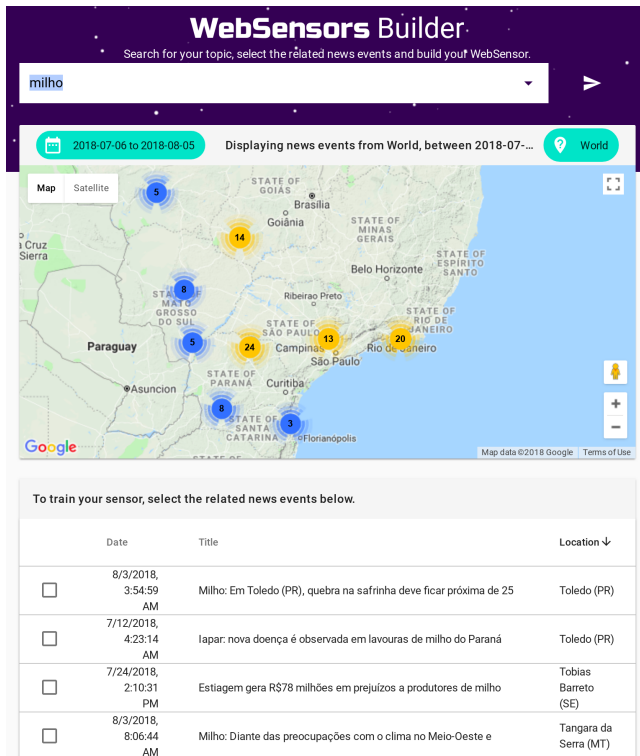 WebSensors Builder
Search for your topic, select the related news events and build your WebSensor.
milho
2018-07-06 to 2018-08-05
Displaying news events from World, between 2018-07-...
World
Map
Satellite
5
STATE OF
GOIÁS
Brasília
Goiânia
14
STATE OF
MINAS
GERAIS
Cruz
Sierra
Belo Horizonte
STATE OF
ESPÍRITO
SANTO
8
MATO
GROSSO
DO SUL
Ribeirao Preto
STATE OF
RIO DE
JANEIRO
5
Paraguay
24
STATE OF
SÃO PAULO
Campinas
13
20
Rio de Janeiro
São Paulo
STATE OF
PARANÁ
Asuncion
Curitiba
8
STATE OF
SANTA
CATARINA
3
Florianópolis
Google
Map data ©2018 Google
Terms of Use
To train your sensor, select the related news events below.
Date
Title
Location
8/3/2018,
3:54:59
AM
Milho: Em Toledo (PR), quebra na safrinha deve ficar próxima de 25
Toledo (PR)
7/12/2018,
4:23:14
AM
Iapar: nova doença é observada em lavouras de milho do Paraná
Toledo (PR)
7/24/2018,
2:10:31
PM
Estiagem gera R$78 milhões em prejuízos a produtores de milho
Tobias
Barreto
(SE)
8/3/2018,
8:06:44
AM
Milho: Diante das preocupações com o clima no Meio-Oeste e
Tangara da
Serra (MT)